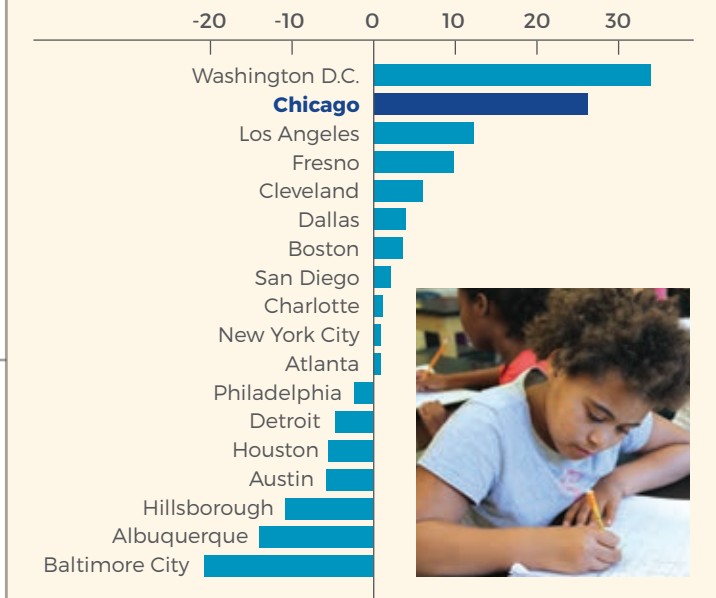 -20 -10 0 10 20 30
Washington D.C.
Chicago
Los Angeles
Fresno
Cleveland
Dallas
Boston
San Diego
Charlotte
New York City
Atlanta
Philadelphia
Detroit
Houston
Austin
Hillsborough
Albuquerque
Baltimore City